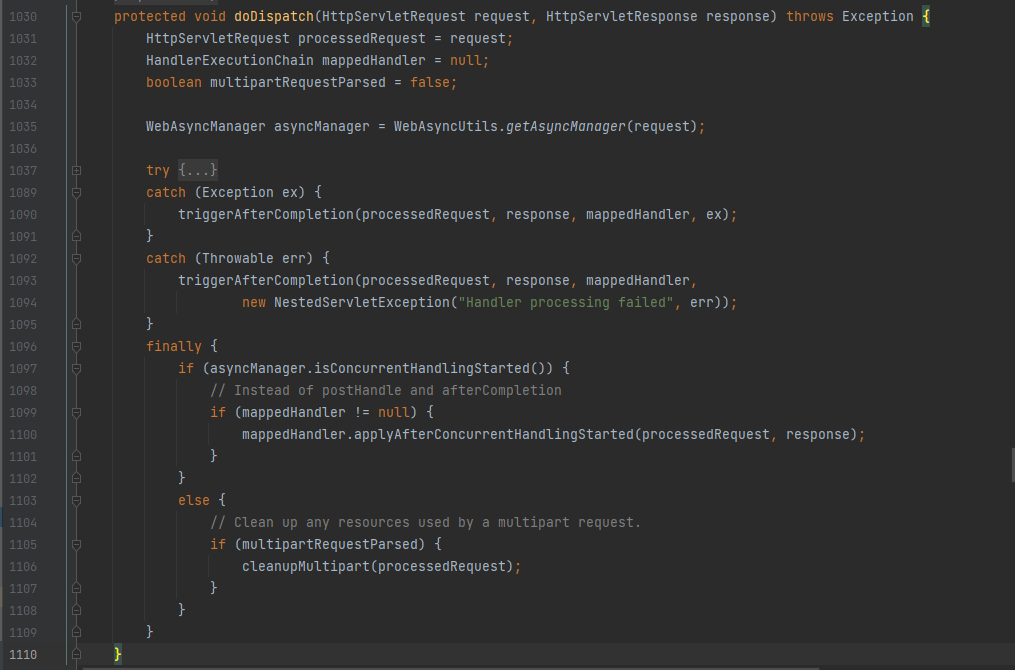 1030 protected void doDispatch(HttpServletRequest request, HttpServletResponse response) throws Exception {
1031 HttpServletRequest processedRequest = request;
1032 HandlerExecutionChain mappedHandler = null;
1033 boolean multipartRequestParsed = false;
1034
1035 WebAsyncManager asyncManager = WebAsyncUtils.getAsyncManager(request);
1036
1037 try {...}
1089 catch (Exception ex) {
1090 triggerAfterCompletion(processedRequest, response, mappedHandler, ex);
1091 }
1092 catch (Throwable err) {
1093 triggerAfterCompletion(processedRequest, response, mappedHandler,
1094 new NestedServletException("Handler processing failed", err));
1095 }
1096 finally {
1097 if (asyncManager.isConcurrentHandlingStarted()) {
1098 // Instead of postHandle and afterCompletion
1099 if (mappedHandler != null) {
1100 mappedHandler.applyAfterConcurrentHandlingStarted(processedRequest, response);
1101 }
1102 }
1103 else {
1104 // Clean up any resources used by a multipart request.
1105 if (multipartRequestParsed) {
1106 cleanupMultipart(processedRequest);
1107 }
1108 }
1109 }
1110 }